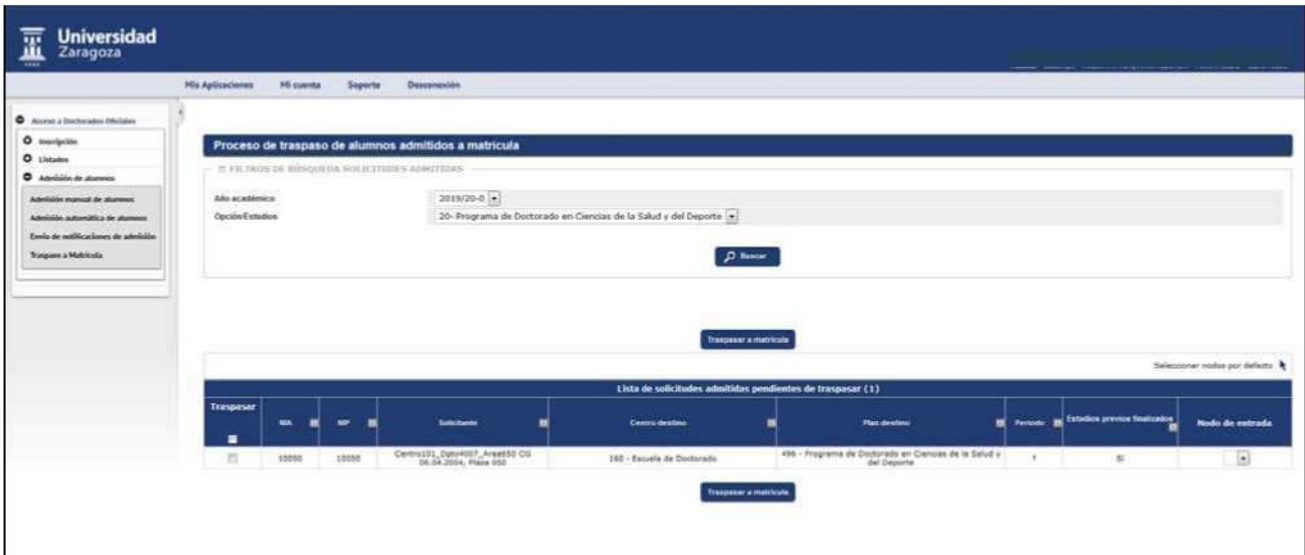 Universidad
Zaragoza
Mis Aplicaciones Mi cuenta Soporte Desconexión
Acceso a Doctorados Oficiales
Inscripción
Listados
Admisión de alumnos
Admisión manual de alumnos
Admisión automática de alumnos
Envío de notificaciones de admisión
Traspaso a Matrícula
Proceso de traspaso de alumnos admitidos a matrícula
FILTROS DE BÚSQUEDA SOLICITUDES ADMITIDAS
Año académico 2019/20-0
Opción/Estudios 20- Programa de Doctorado en Ciencias de la Salud y del Deporte
Buscar
Traspasar a matrícula
Seleccionar nodos por defecto
Lista de solicitudes admitidas pendientes de traspasar (1)
Traspasar NIA NIP Solicitante Centro destino Plan destino Periodo Estudios previos finalizados Nodo de entrada
10050 10050 Centro101_Dpto4007_Area650 CG 160 - Escuela de Doctorado 496 - Programa de Doctorado en Ciencias de la Salud y 1 Sí
06.04.2004, Plaza 050 del Deporte
Traspasar a matrícula